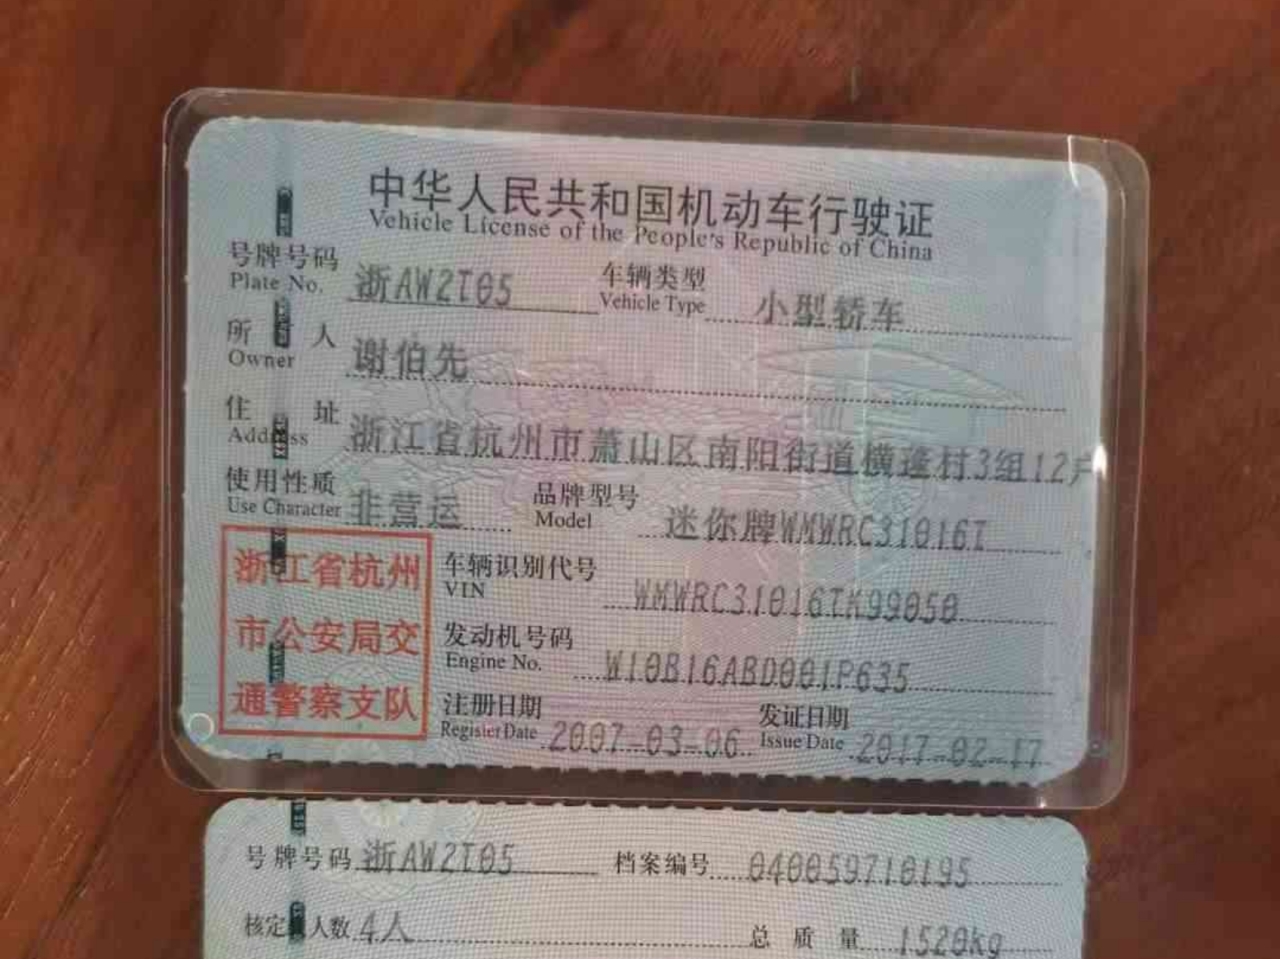 中华人民共和国机动车行驶证
Vehicle License of the People's Republic of China
号牌号码 浙AW2T05 车辆类型 小型轿车
Plate No. Vehicle Type
所 人 谢伯先
Owner
住 址 浙江省杭州市萧山区南阳街道横蓬村3组12户
Address
使用性质 非营运 品牌型号 迷你牌WMWRC31016T
Use Character Model
浙江省杭州
市公安局交
通警察支队
车辆识别代号 WMWRC31016TK99050
VIN
发动机号码 W10B16ABD001P635
Engine No.
注册日期 2007-03-06 发证日期 2017-02-17
Register Date Issue Date
号牌号码 浙AW2T05 档案编号 040059710195
核定 人数 4人 总质量 1520kg